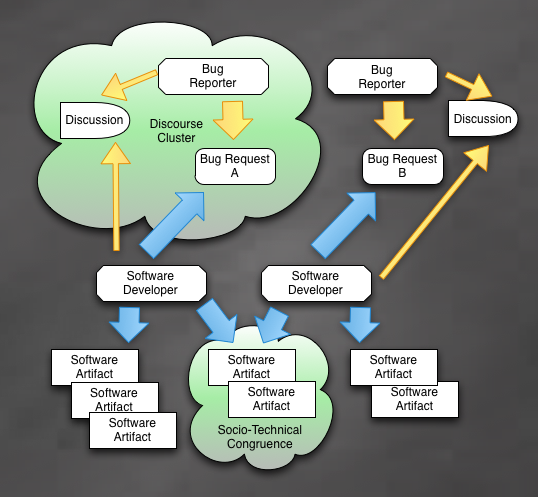 Bug
Reporter
Bug
Reporter
Discussion
Discourse
Cluster
Discussion
Bug Request
A
Bug Request
B
Software
Developer
Software
Developer
Software
Artifact
Software
Artifact
Software
Artifact
Software
Artifact
Software
Artifact
Socio-Technical
Congruence
Software
Artifact
Software
Artifact